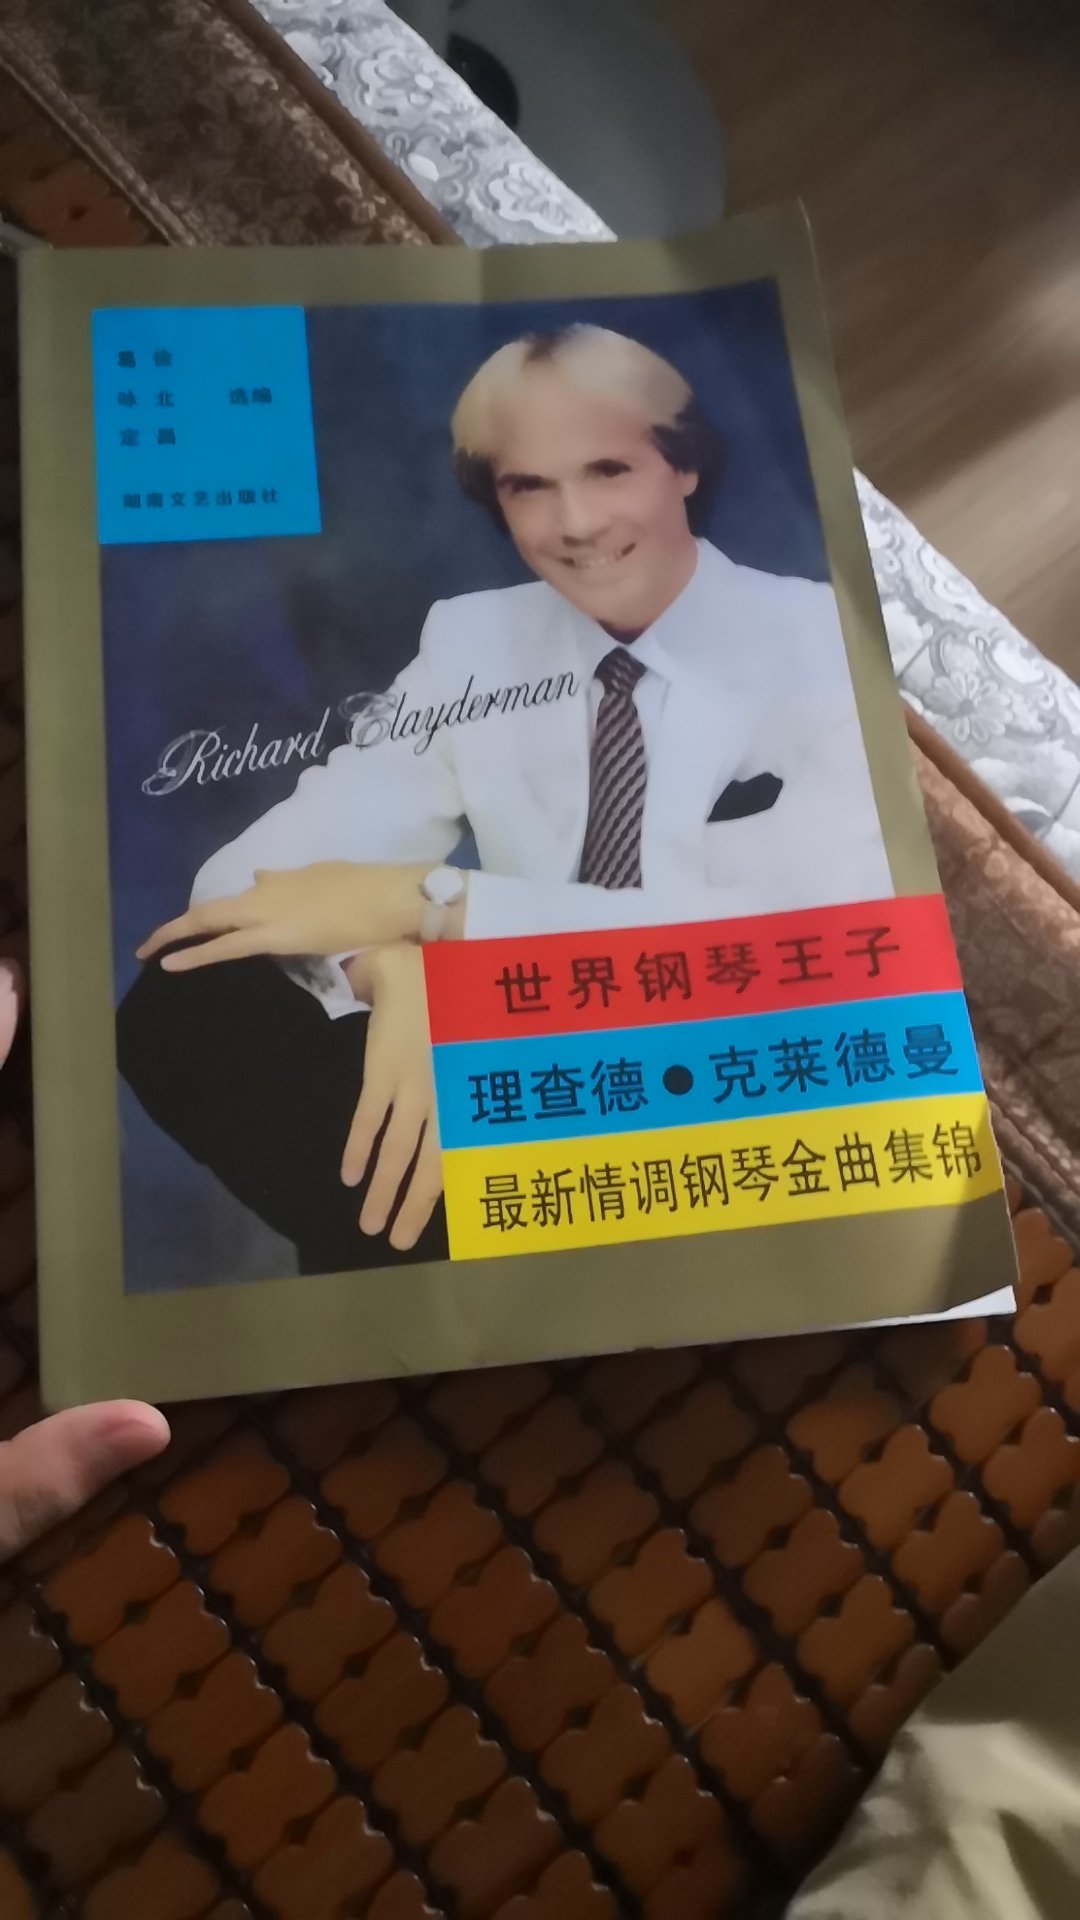 葛俭
咏北 选编
定昌
湖南文艺出版社
Richard Clayderman
世界钢琴王子
理查德●克莱德曼
最新情调钢琴金曲集锦